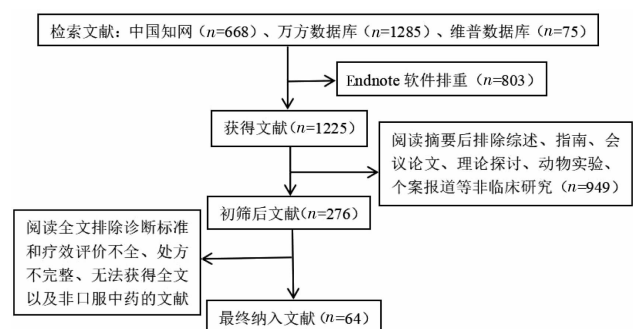 检索文献：中国知网（n=668）、万方数据库（n=1285）、维普数据库（n=75）
Endnote 软件排重（n=803）
获得文献（n=1225）
阅读摘要后排除综述、指南、会
议论文、理论探讨、动物实验、
个案报道等非临床研究（n=949）
初筛后文献（n=276）
阅读全文排除诊断标准
和疗效评价不全、处方
不完整、无法获得全文
以及非口服中药的文献
最终纳入文献（n=64）